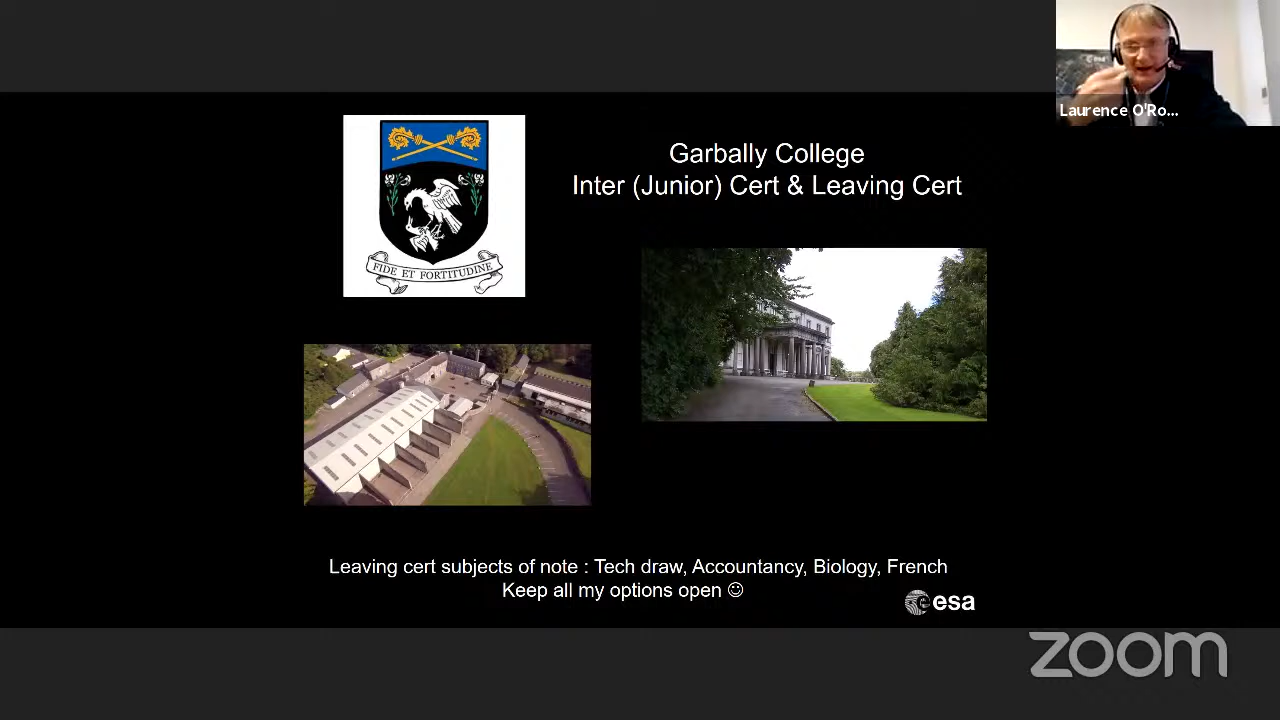 Laurence O'Ro...
Garbally College
Inter (Junior) Cert & Leaving Cert
FIDE ET FORTITUDINE
Leaving cert subjects of note : Tech draw, Accountancy, Biology, French
Keep all my options open ☺
esa
zoom